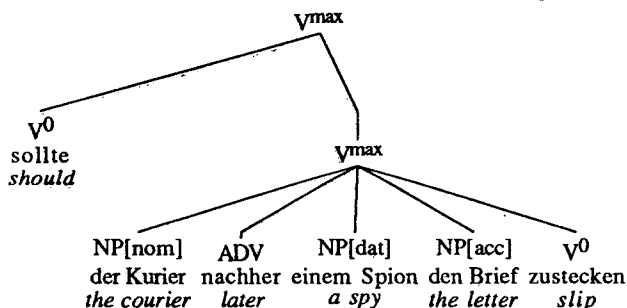 Vmax
V0
sollte
should
Vmax
NP[nom] ADV NP[dat] NP[acc] V0
der Kurier nachher einem Spion den Brief zustecken
the courier later a spy the letter slip